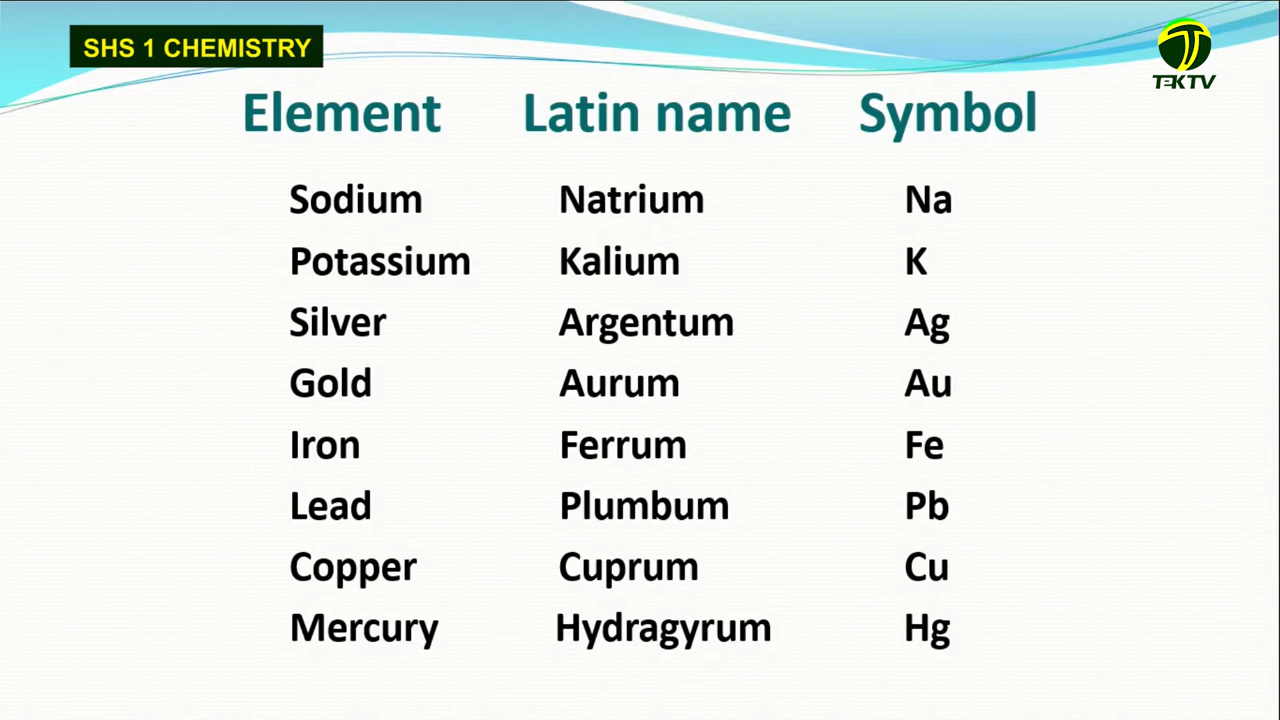 SHS 1 CHEMISTRY
TEKTV
Element Latin name Symbol
Sodium Natrium Na
Potassium Kalium K
Silver Argentum Ag
Gold Aurum Au
Iron Ferrum Fe
Lead Plumbum Pb
Copper Cuprum Cu
Mercury Hydragyrum Hg